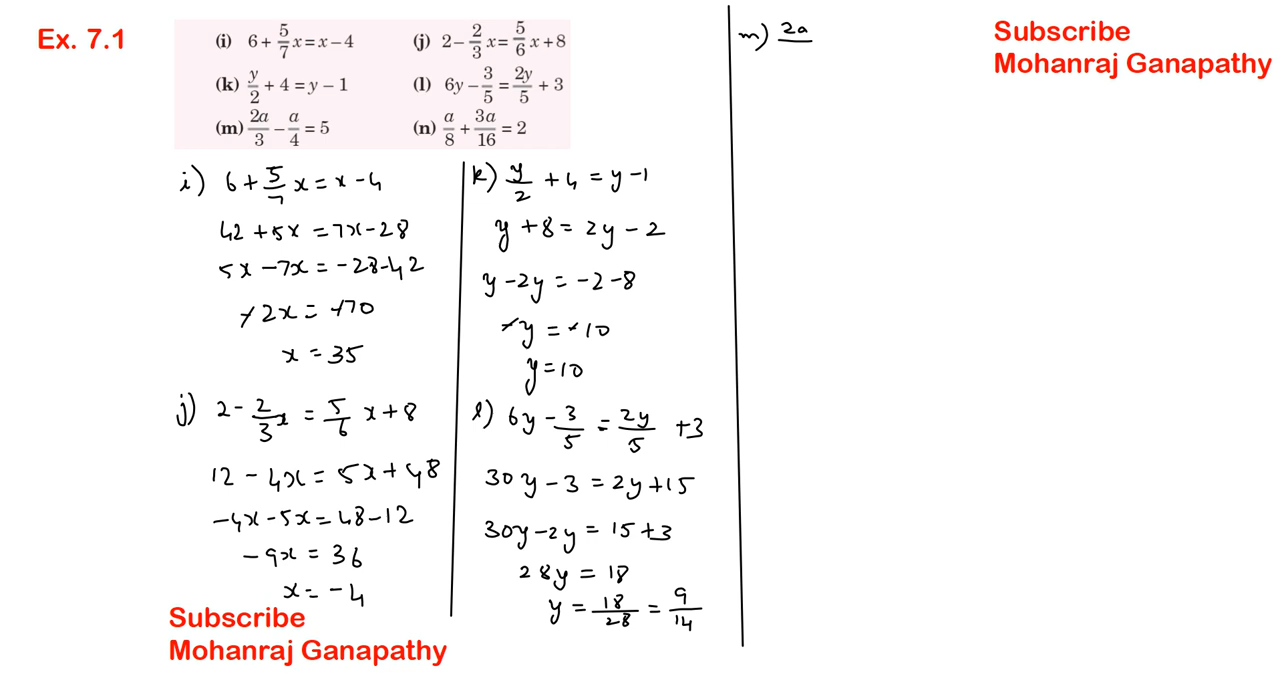 Ex. 7.1
(i) 6 + 5/7 x = x − 4
(j) 2 − 2/3 x = 5/6 x + 8
(k) y/2 + 4 = y − 1
(l) 6y − 3/5 = 2y/5 + 3
(m) 2a/3 − a/4 = 5
(n) a/8 + 3a/16 = 2
i) 6 + 5/7 x = x − 4
42 + 5x = 7x − 28
5x − 7x = −28 − 42
−2x = −70
x = 35
j) 2 − 2/3 x = 5/6 x + 8
12 − 4x = 5x + 48
−4x − 5x = 48 − 12
−9x = 36
x = −4
k) y/2 + 4 = y − 1
y + 8 = 2y − 2
y − 2y = −2 − 8
−y = −10
y = 10
l) 6y − 3/5 = 2y/5 + 3
30y − 3 = 2y + 15
30y − 2y = 15 + 3
28y = 18
y = 18/28 = 9/14
m) 2a
Subscribe
Mohanraj Ganapathy
Subscribe
Mohanraj Ganapathy